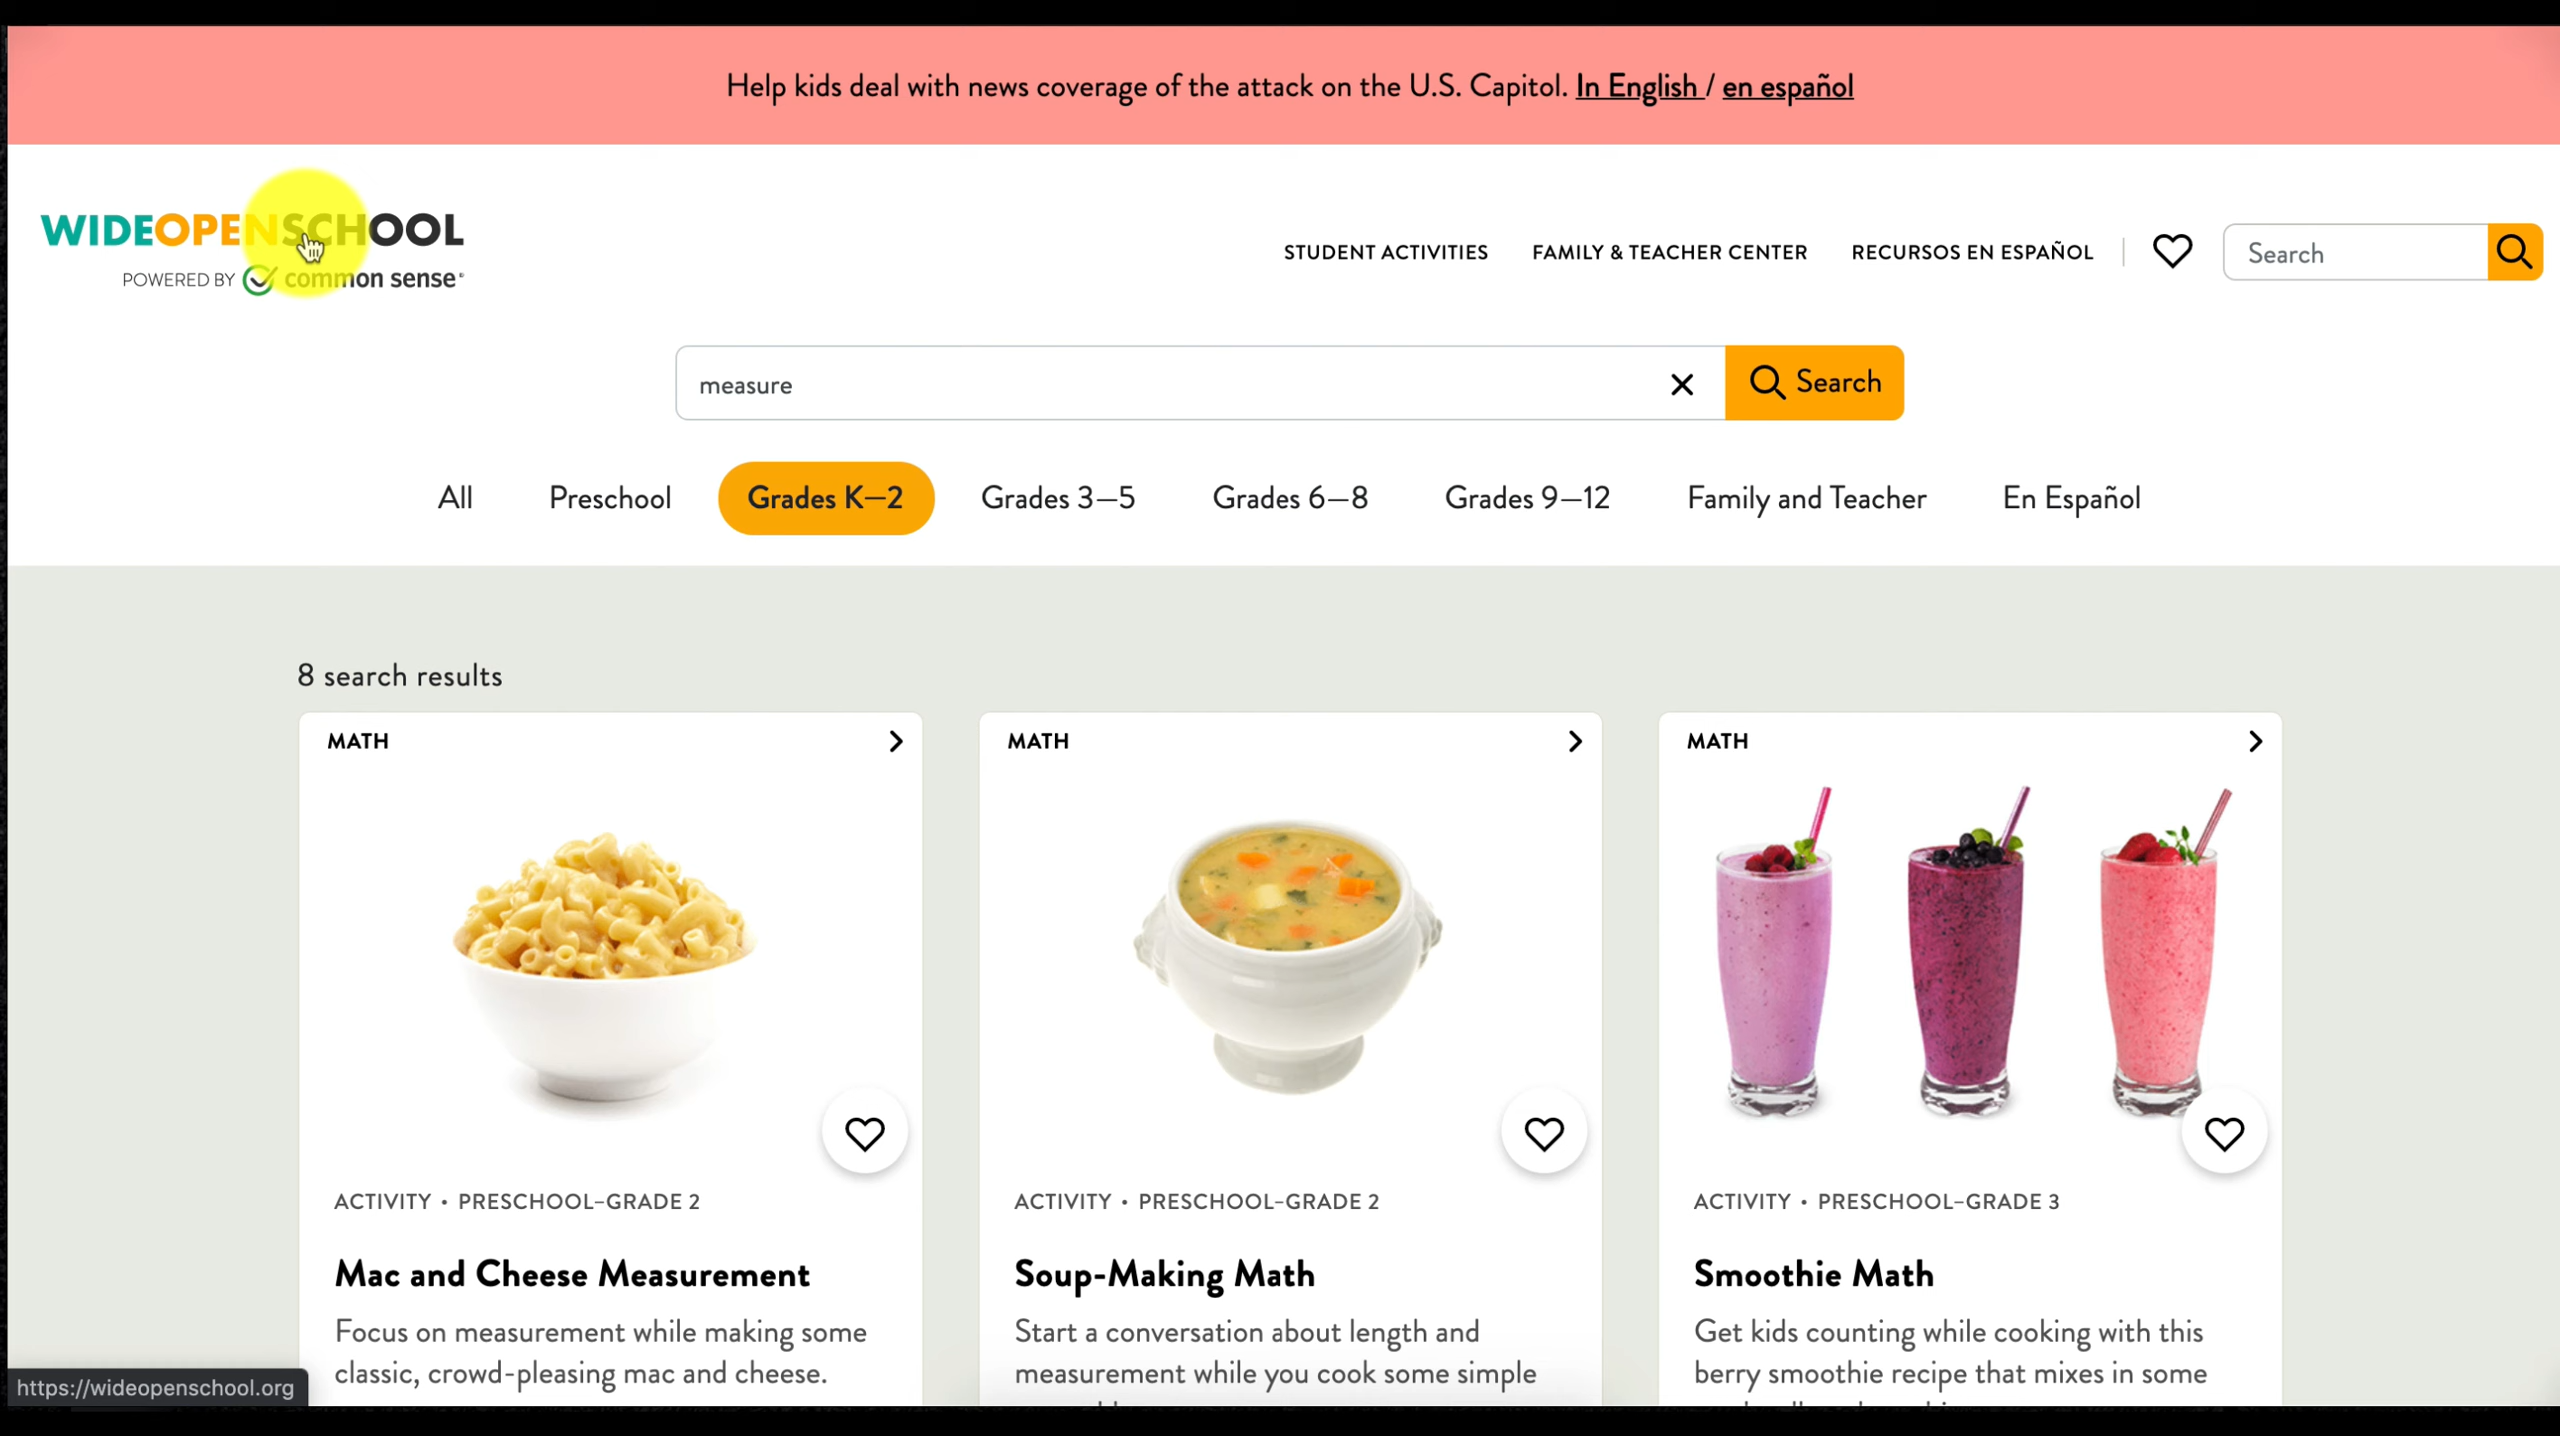 Help kids deal with news coverage of the attack on the U.S. Capitol. In English / en español
WIDEOPENSCHOOL
POWERED BY common sense
STUDENT ACTIVITIES
FAMILY & TEACHER CENTER
RECURSOS EN ESPAÑOL
Search
measure
Search
All
Preschool
Grades K–2
Grades 3–5
Grades 6–8
Grades 9–12
Family and Teacher
En Español
8 search results
MATH
ACTIVITY • PRESCHOOL–GRADE 2
Mac and Cheese Measurement
Focus on measurement while making some
classic, crowd-pleasing mac and cheese.
MATH
ACTIVITY • PRESCHOOL–GRADE 2
Soup-Making Math
Start a conversation about length and
measurement while you cook some simple
MATH
ACTIVITY • PRESCHOOL–GRADE 3
Smoothie Math
Get kids counting while cooking with this
berry smoothie recipe that mixes in some
https://wideopenschool.org